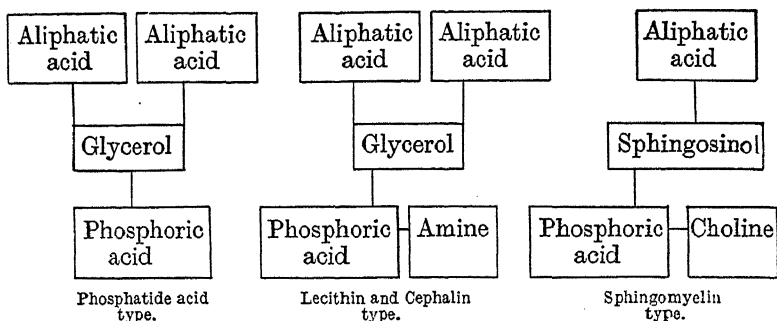 Aliphatic
acid
Aliphatic
acid
Glycerol
Phosphoric
acid
Phosphatide acid
type.
Aliphatic
acid
Aliphatic
acid
Glycerol
Phosphoric
acid
Amine
Lecithin and Cephalin
type.
Aliphatic
acid
Sphingosinol
Phosphoric
acid
Choline
Sphingomyelin
type.